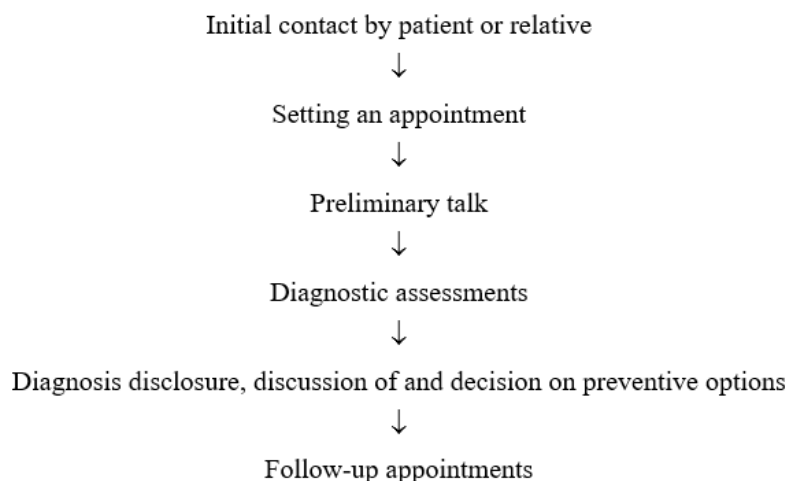 Initial contact by patient or relative
↓
Setting an appointment
↓
Preliminary talk
↓
Diagnostic assessments
↓
Diagnosis disclosure, discussion of and decision on preventive options
↓
Follow-up appointments